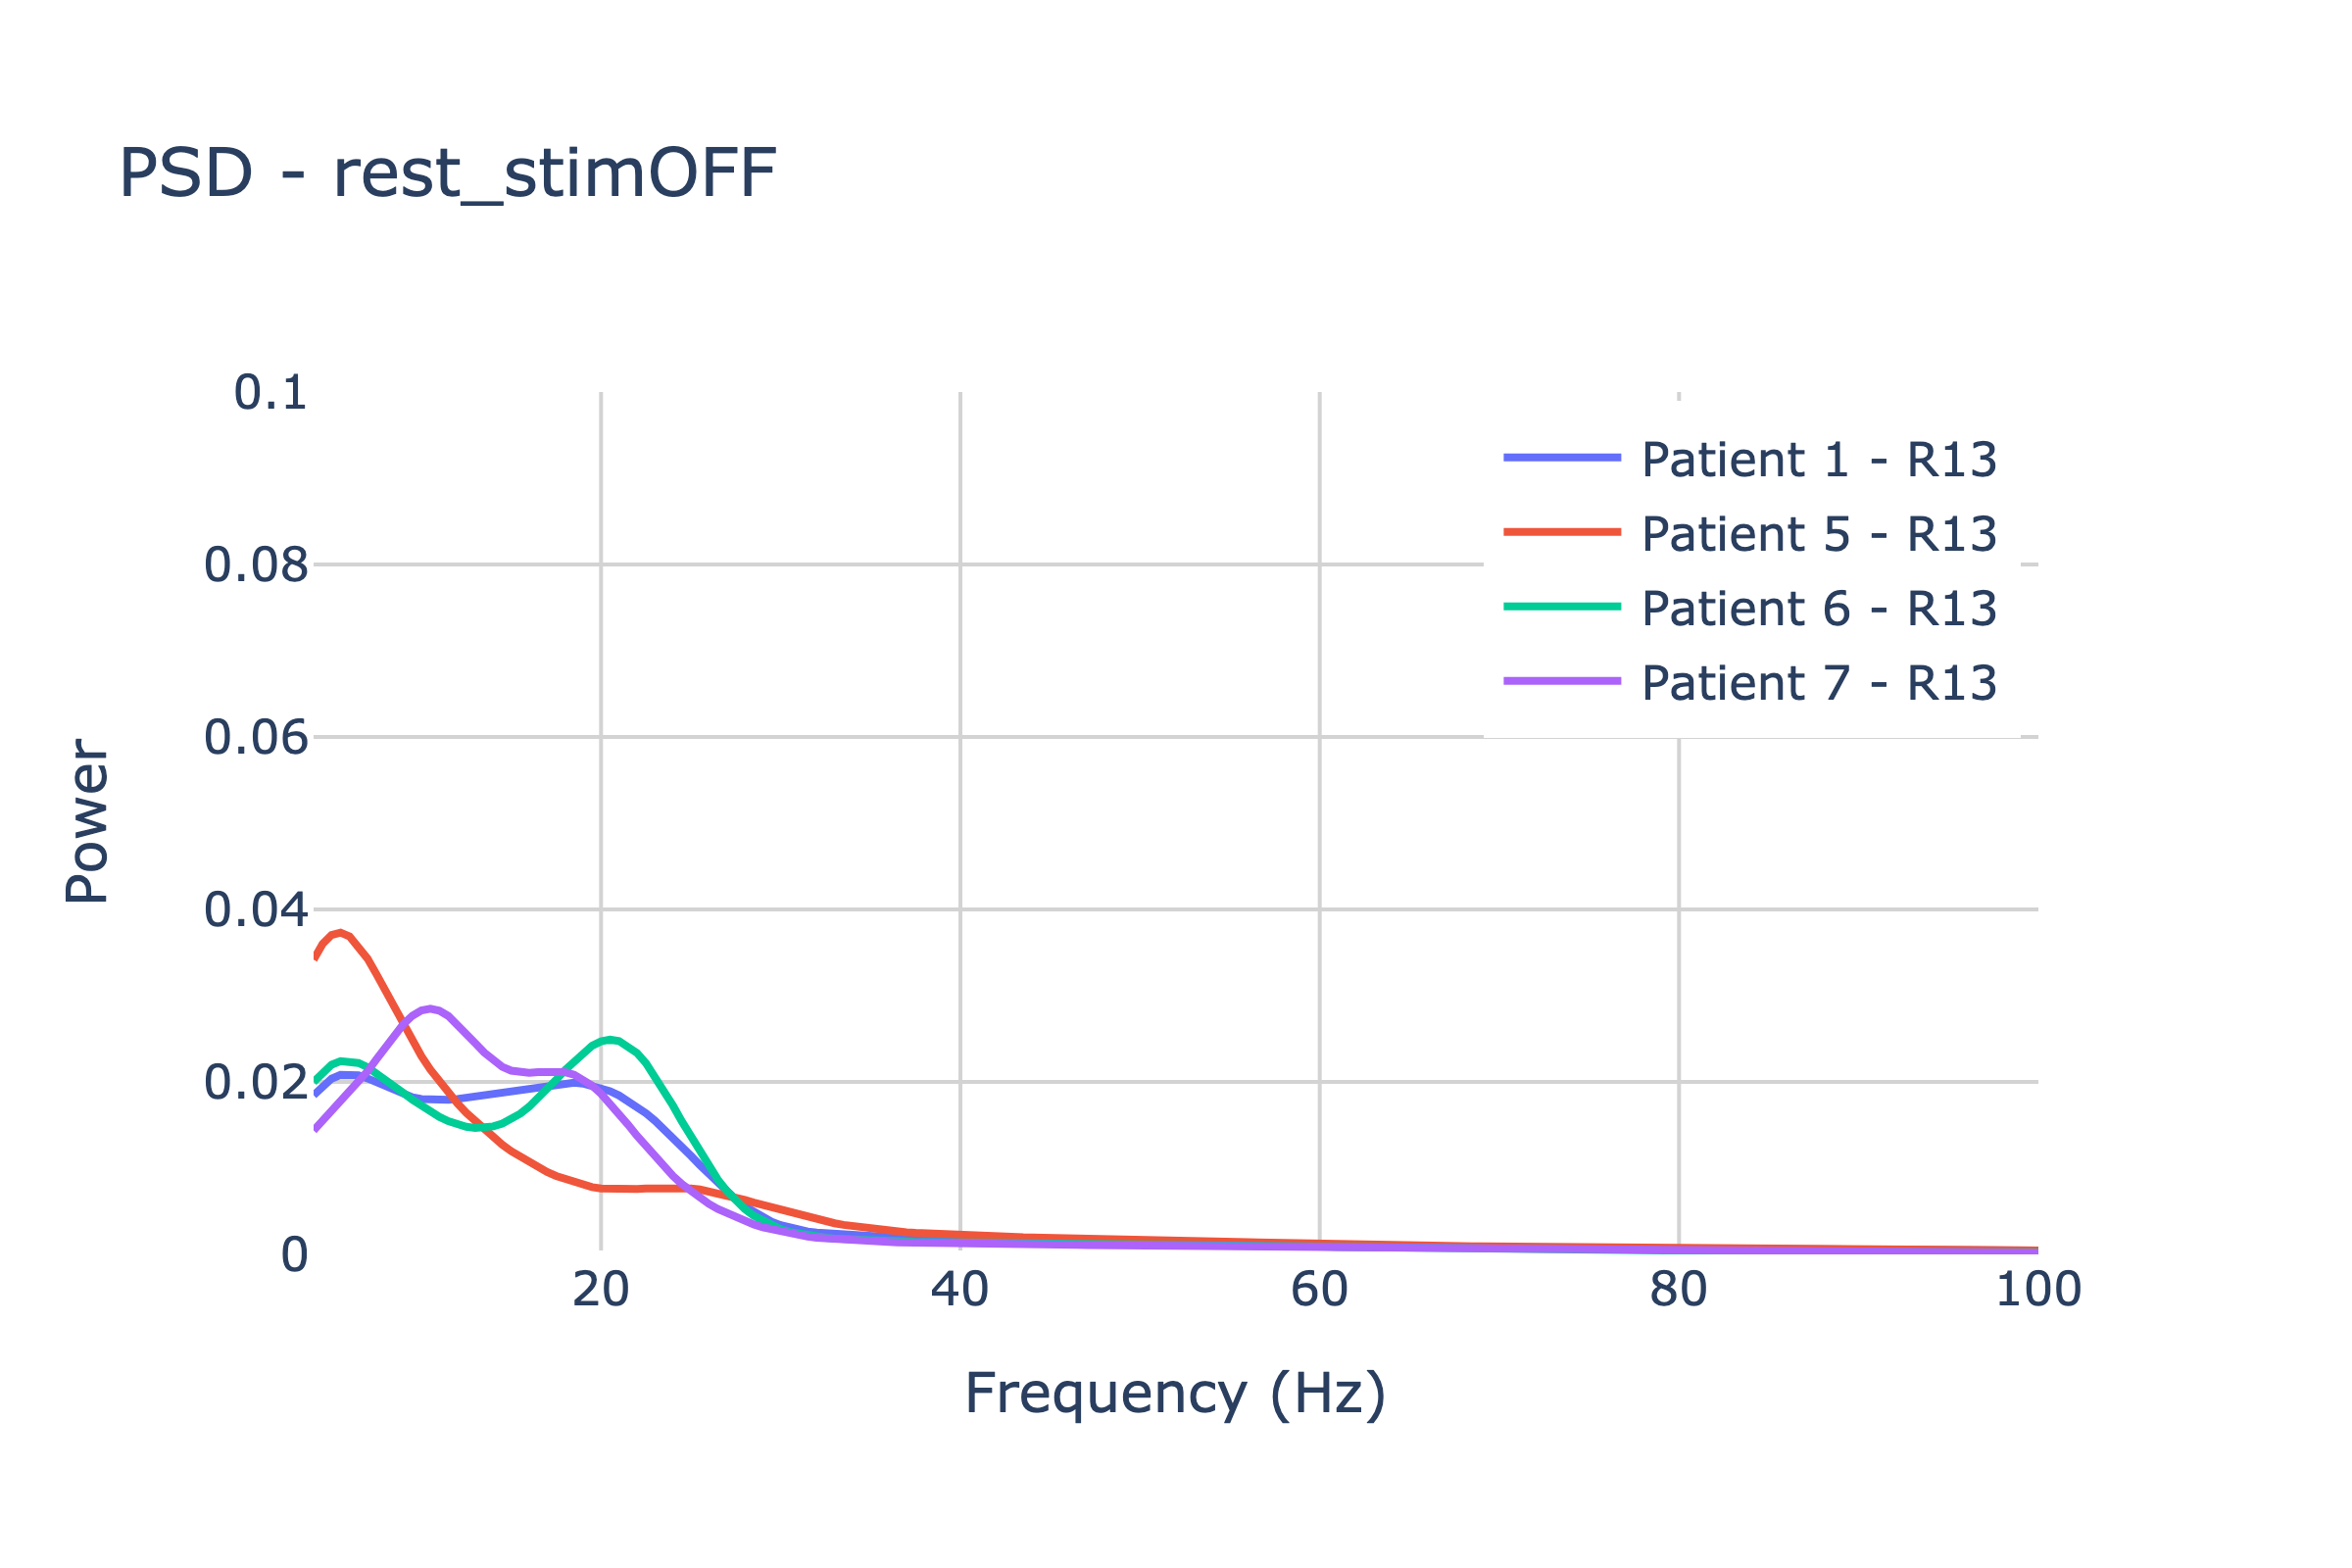 PSD - rest_stimOFF
0.1
0.08
0.06
0.04
0.02
0
Power
Patient 1 - R13
Patient 5 - R13
Patient 6 - R13
Patient 7 - R13
20 40 60 80 100
Frequency (Hz)